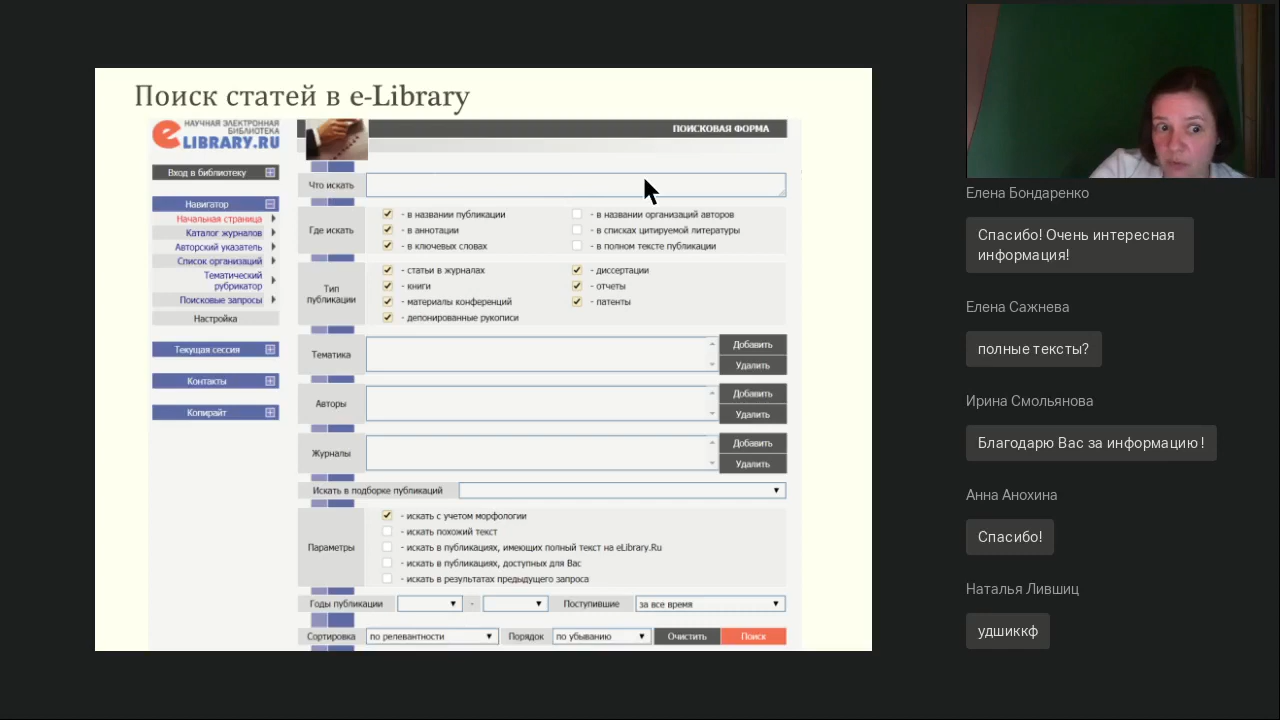 Поиск статей в e-Library
НАУЧНАЯ ЭЛЕКТРОННАЯ
БИБЛИОТЕКА
eLIBRARY.RU
ПОИСКОВАЯ ФОРМА
Вход в библиотеку
Навигатор
Начальная страница
Каталог журналов
Авторский указатель
Список организаций
Тематический
рубрикатор
Поисковые запросы
Настройка
Текущая сессия
Контакты
Копирайт
Что искать
Где искать
- в названии публикации
- в названии организаций авторов
- в аннотации
- в списках цитируемой литературы
- в ключевых словах
- в полном тексте публикации
Тип
публикации
- статьи в журналах
- диссертации
- книги
- отчеты
- материалы конференций
- патенты
- депонированные рукописи
Тематика
Добавить
Удалить
Авторы
Добавить
Удалить
Журналы
Добавить
Удалить
Искать в подборке публикаций
Параметры
- искать с учетом морфологии
- искать похожий текст
- искать в публикациях, имеющих полный текст на eLibrary.Ru
- искать в публикациях, доступных для Вас
- искать в результатах предыдущего запроса
Годы публикации - Поступившие за все время
Сортировка по релевантности Порядок по убыванию Очистить Поиск
Елена Бондаренко
Спасибо! Очень интересная
информация!
Елена Сажнева
полные тексты?
Ирина Смольянова
Благодарю Вас за информацию !
Анна Анохина
Спасибо!
Наталья Лившиц
удшиккф